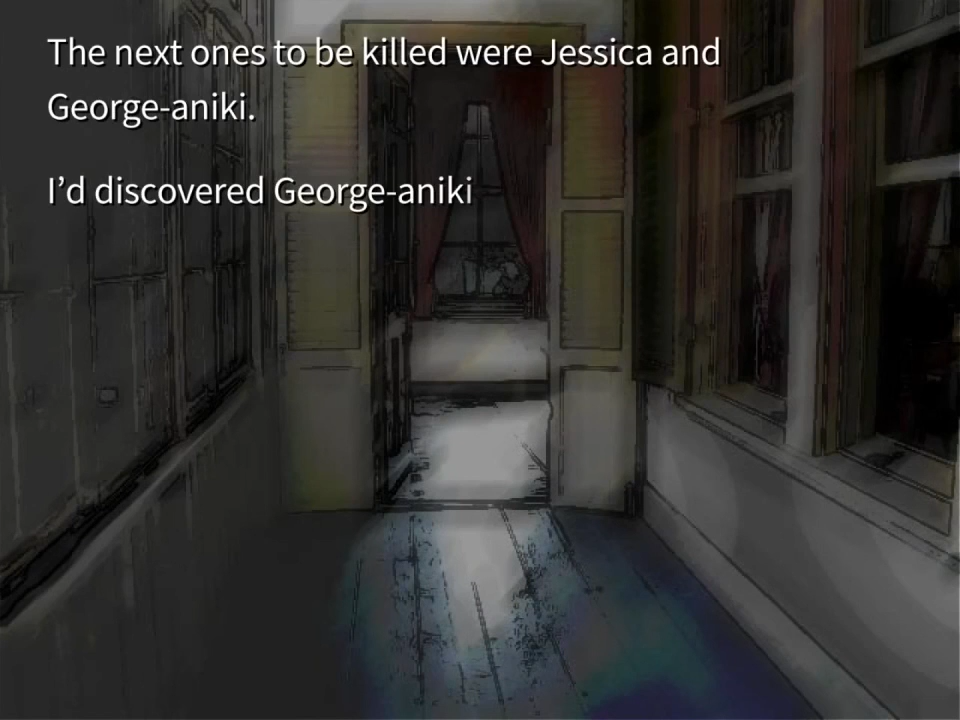 The next ones to be killed were Jessica and
George-aniki.
I’d discovered George-aniki